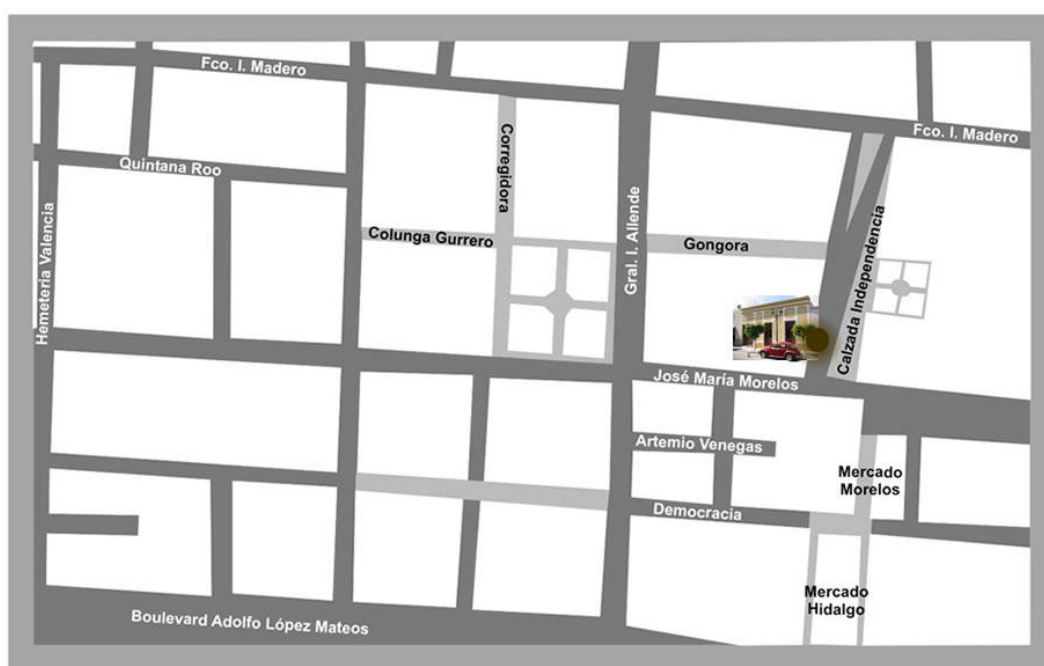 Fco. I. Madero
Fco. I. Madero
Quintana Roo
Corregidora
Colunga Gurrero
Gral. I. Allende
Gongora
Calzada Independencia
Hemeteria Valencia
José María Morelos
Artemio Venegas
Mercado
Morelos
Democracia
Mercado
Hidalgo
Boulevard Adolfo López Mateos